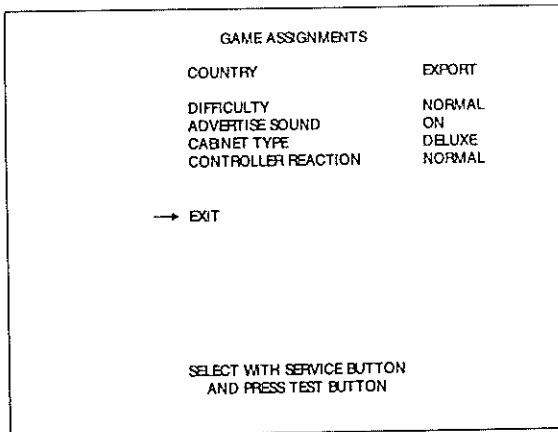 GAME ASSIGNMENTS
COUNTRY EXPORT
DIFFICULTY NORMAL
ADVERTISE SOUND ON
CABINET TYPE DELUXE
CONTROLLER REACTION NORMAL
→ EXIT
SELECT WITH SERVICE BUTTON
AND PRESS TEST BUTTON